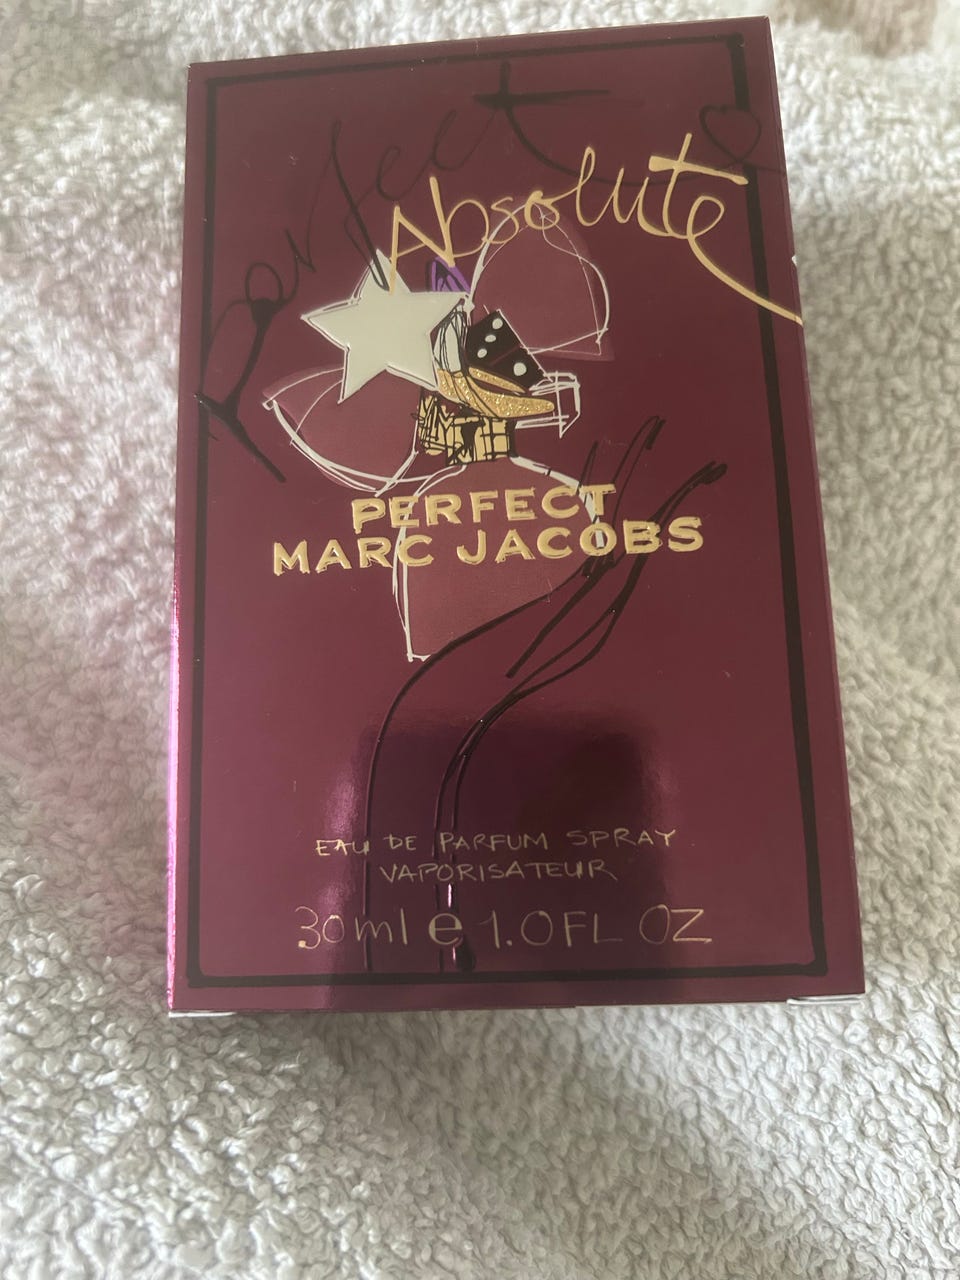 Perfect
Absolute
PERFECT
MARC JACOBS
EAU DE PARFUM SPRAY
VAPORISATEUR
30ml e 1.0FL OZ